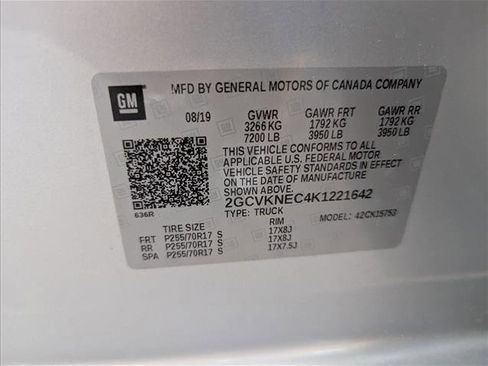 GM
MFD BY GENERAL MOTORS OF CANADA COMPANY
08/19 GVWR GAWR FRT GAWR RR
3266 KG 1792 KG 1792 KG
7200 LB 3950 LB 3950 LB
THIS VEHICLE CONFORMS TO ALL
APPLICABLE U.S. FEDERAL MOTOR
VEHICLE SAFETY STANDARDS IN
EFFECT ON THE DATE OF MANUFACTURE
SHOWN ABOVE.
2GCVKNEC4K1221642
636R TYPE: TRUCK MODEL: 42CK15753
TIRE SIZE RIM
FRT P255/70R17 S 17X8J
RR P255/70R17 S 17X8J
SPA P255/70R17 S 17X7.5J